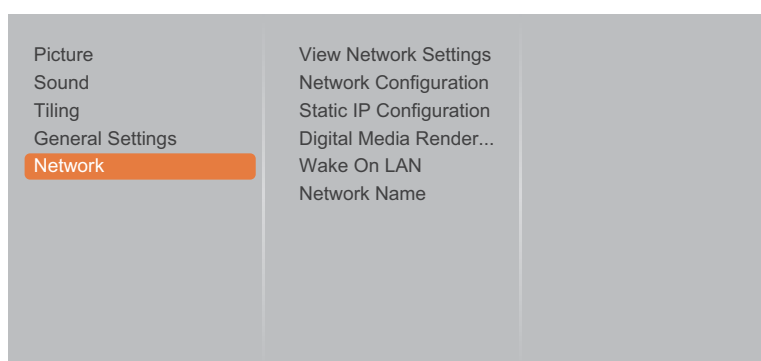 Picture
Sound
Tiling
General Settings
Network
View Network Settings
Network Configuration
Static IP Configuration
Digital Media Render...
Wake On LAN
Network Name